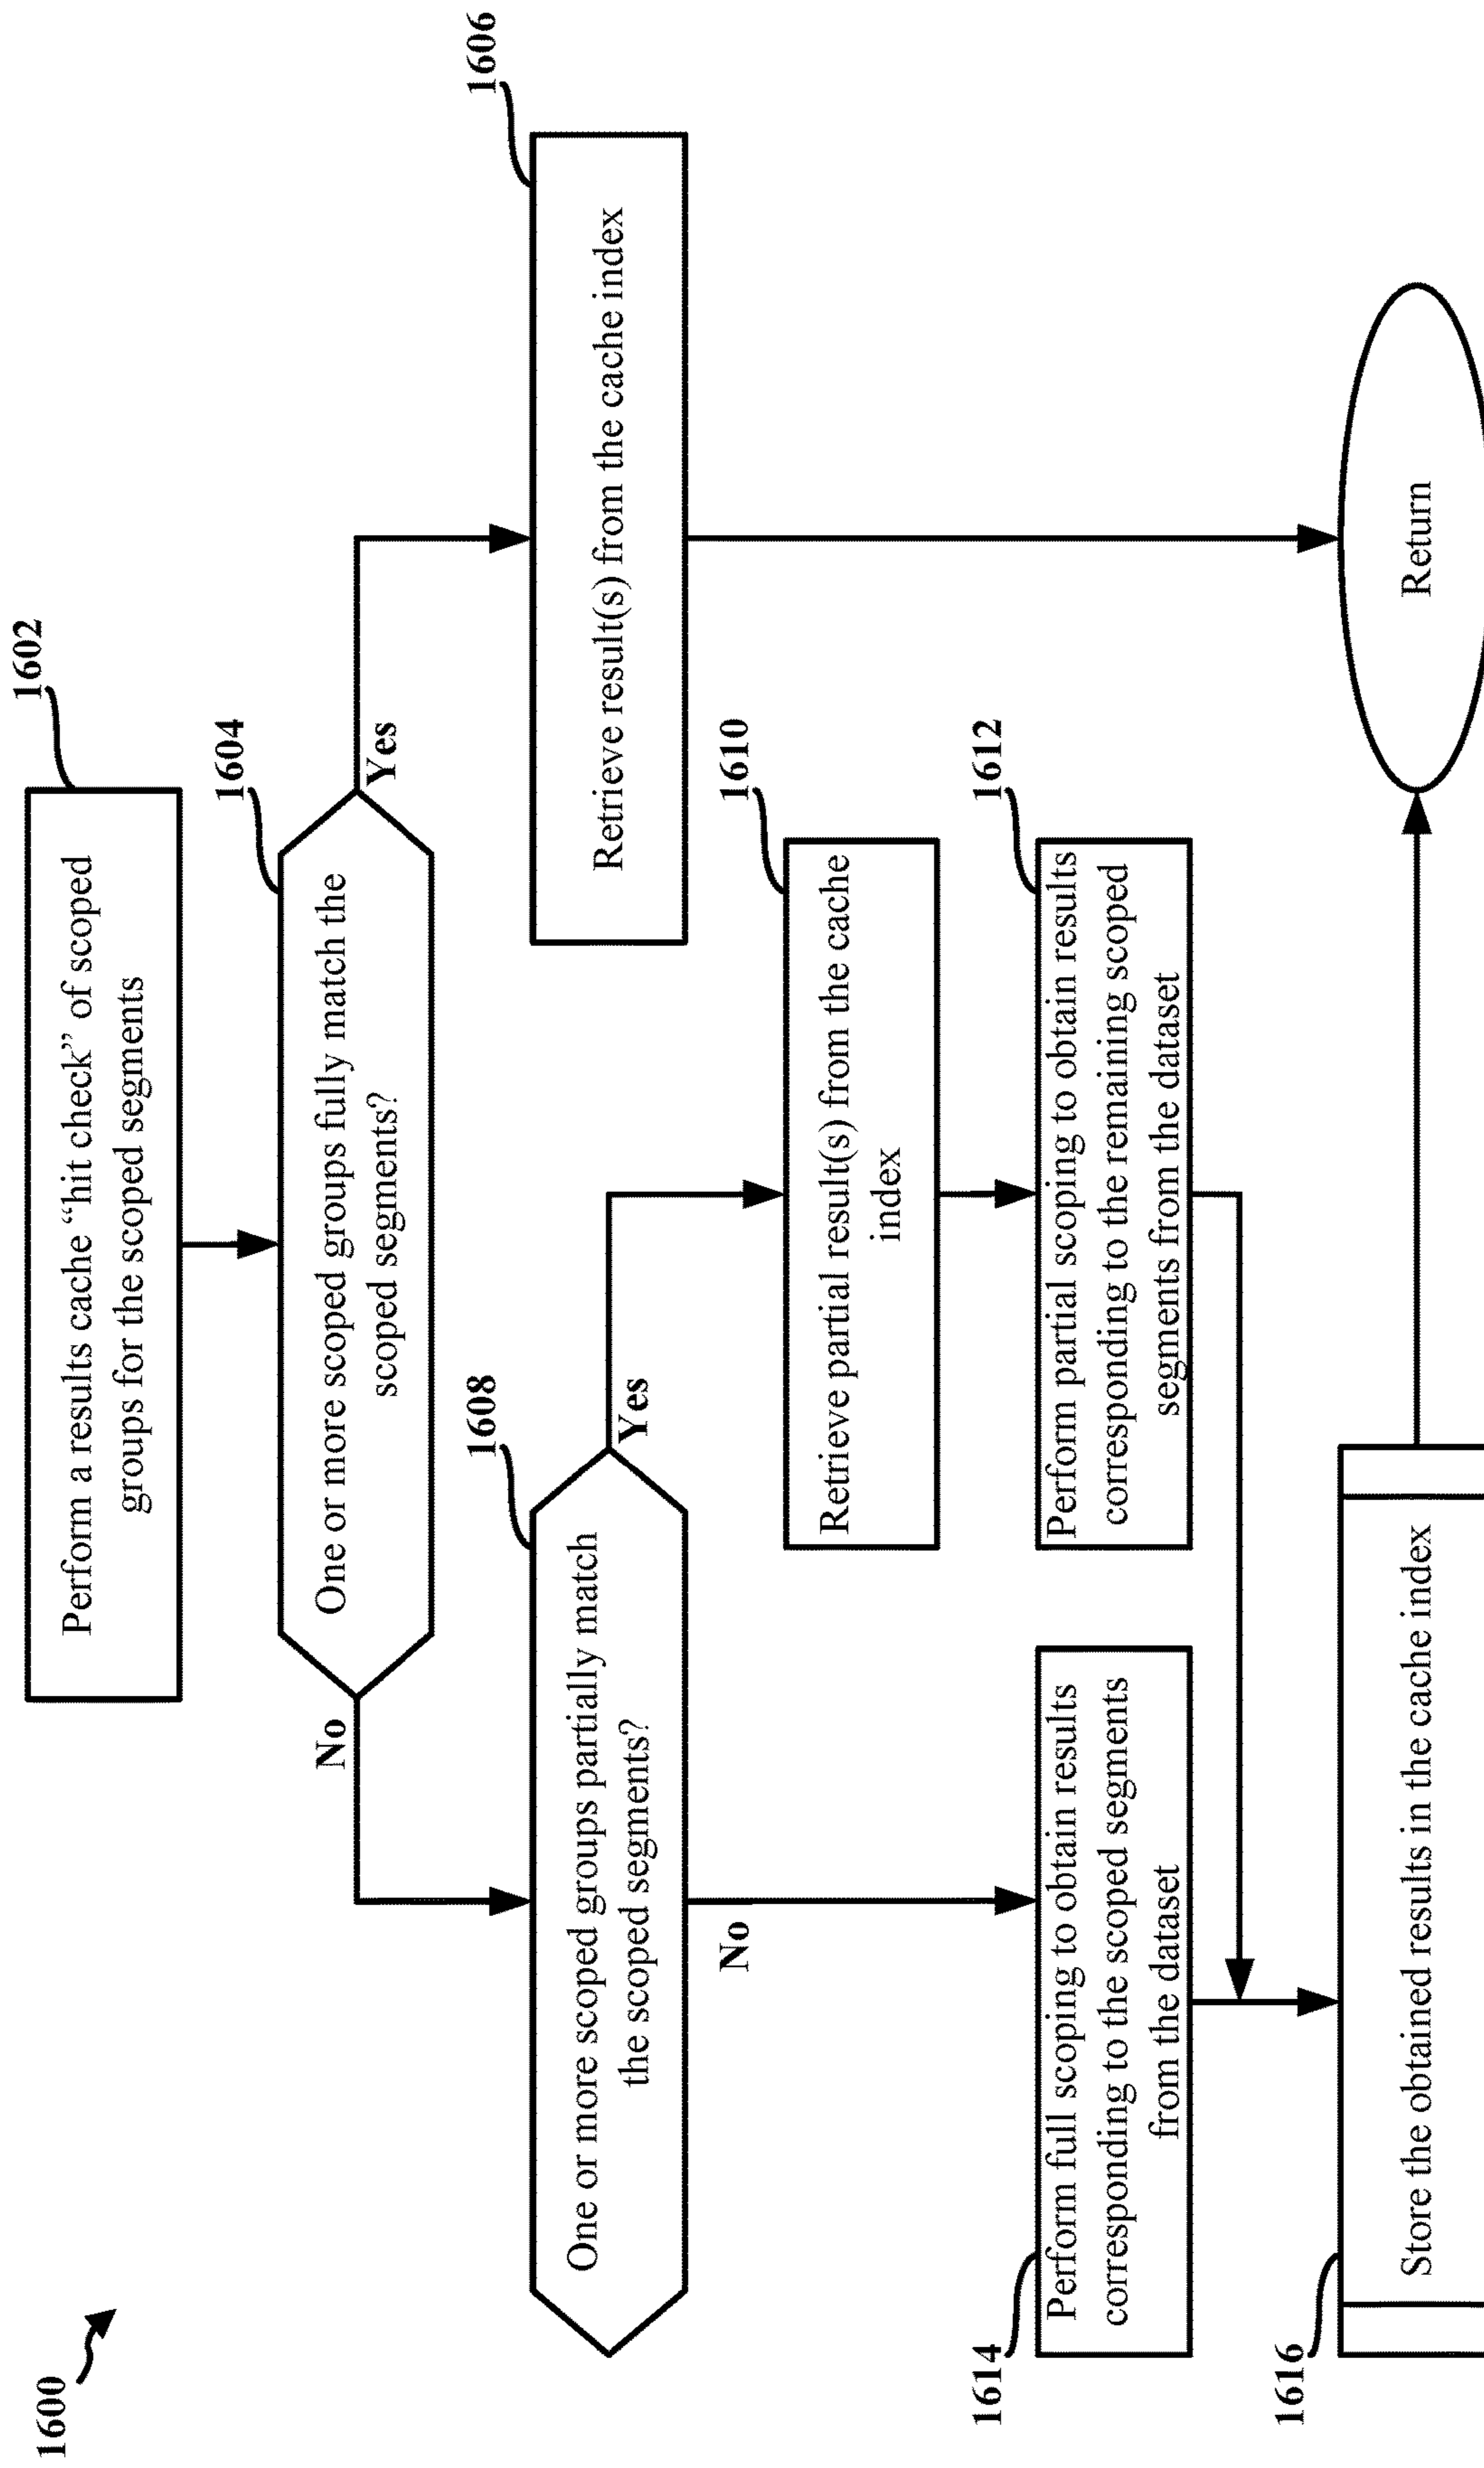 1600
1602
Perform a results cache “hit check” of scoped
groups for the scoped segments
1604
One or more scoped groups fully match the
scoped segments?
No
Yes
1606
Retrieve result(s) from the cache index
1608
One or more scoped groups partially match
the scoped segments?
Yes
No
1610
Retrieve partial result(s) from the cache
index
1612
Perform partial scoping to obtain results
corresponding to the remaining scoped
segments from the dataset
1614
Perform full scoping to obtain results
corresponding to the scoped segments
from the dataset
1616
Store the obtained results in the cache index
Return